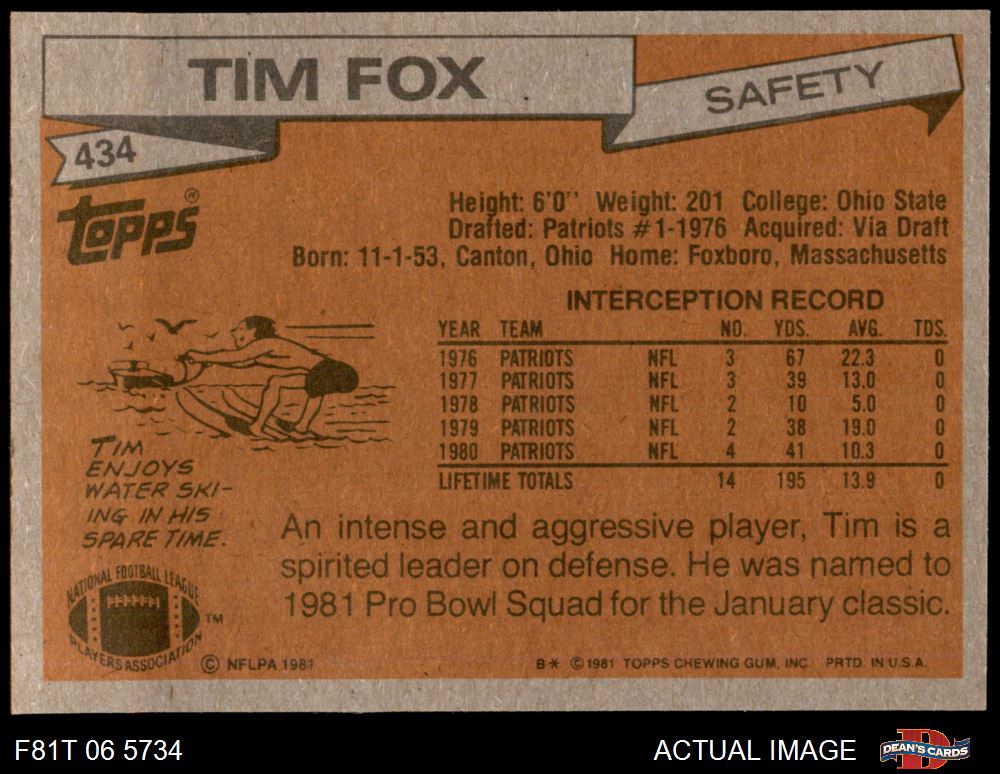 TIM FOX
SAFETY
434
topps®
Height: 6'0" Weight: 201 College: Ohio State
Drafted: Patriots #1-1976 Acquired: Via Draft
Born: 11-1-53, Canton, Ohio Home: Foxboro, Massachusetts
INTERCEPTION RECORD
YEAR TEAM NO. YDS. AVG. TDS.
1976 PATRIOTS NFL 3 67 22.3 0
1977 PATRIOTS NFL 3 39 13.0 0
1978 PATRIOTS NFL 2 10 5.0 0
1979 PATRIOTS NFL 2 38 19.0 0
1980 PATRIOTS NFL 4 41 10.3 0
LIFETIME TOTALS 14 195 13.9 0
TIM
ENJOYS
WATER SKI-
ING IN HIS
SPARE TIME.
An intense and aggressive player, Tim is a
spirited leader on defense. He was named to
1981 Pro Bowl Squad for the January classic.
NATIONAL FOOTBALL LEAGUE
PLAYERS ASSOCIATION
TM
© NFLPA 1981
B* © 1981 TOPPS CHEWING GUM, INC. PRTD. IN U.S.A.
F81T 06 5734
ACTUAL IMAGE
DEAN'S CARDS